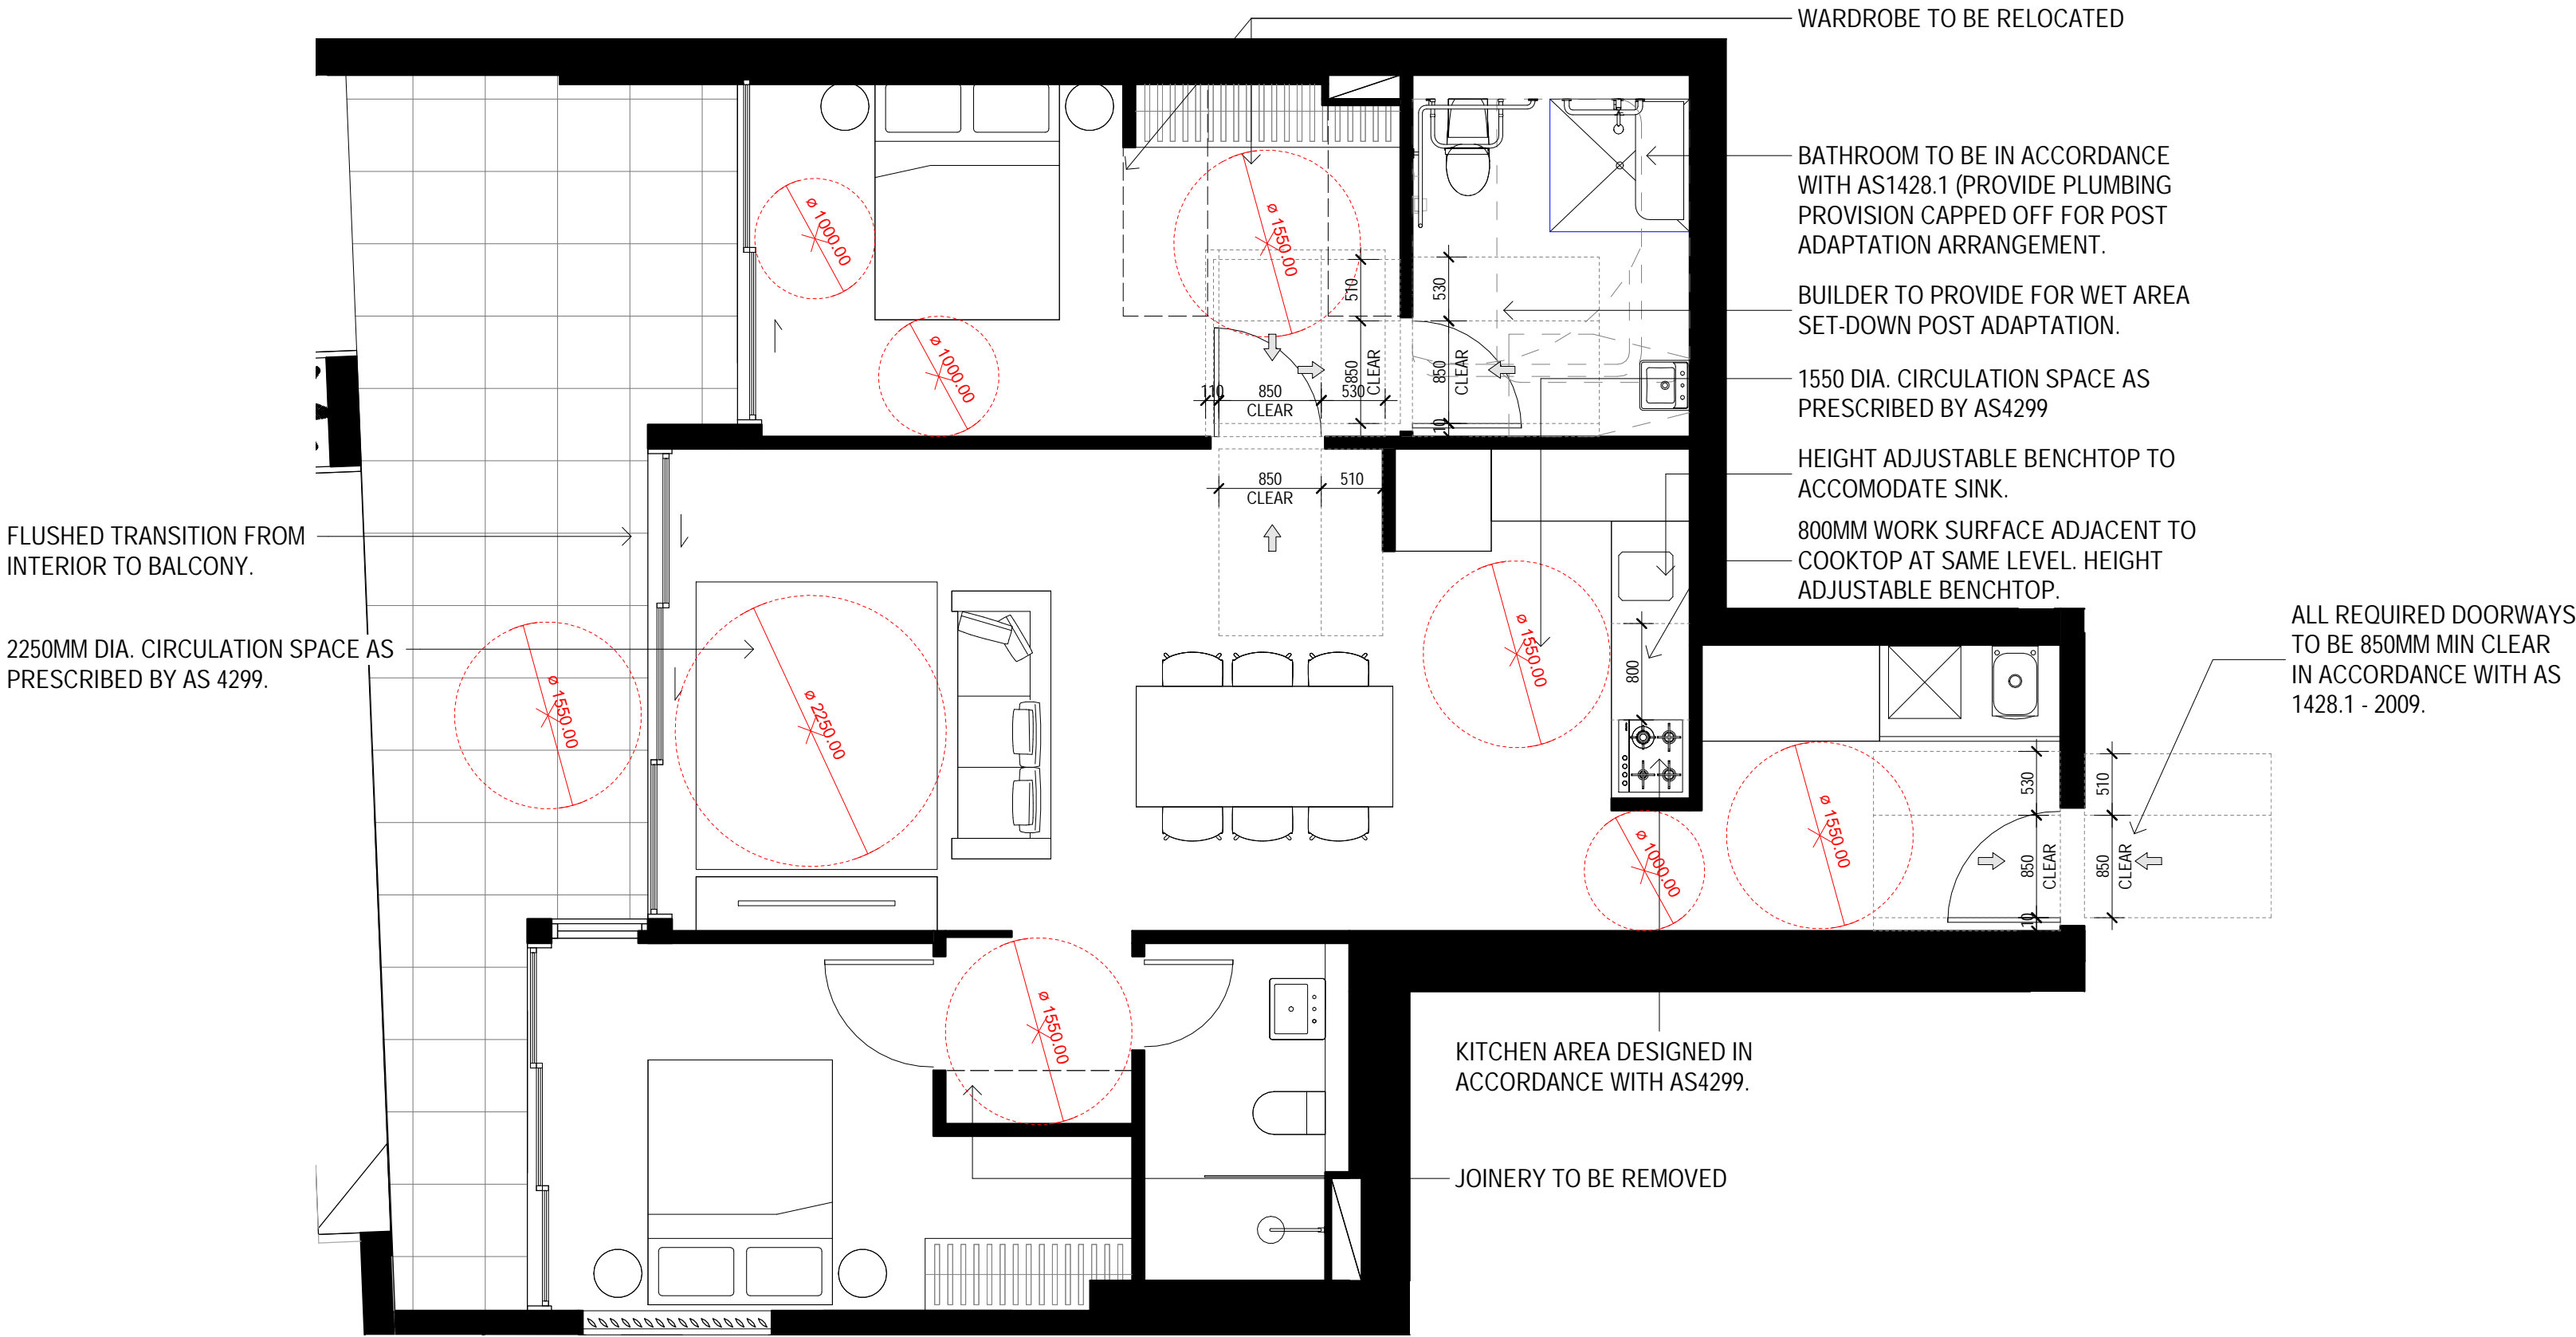 WARDROBE TO BE RELOCATED
BATHROOM TO BE IN ACCORDANCE
WITH AS1428.1 (PROVIDE PLUMBING
PROVISION CAPPED OFF FOR POST
ADAPTATION ARRANGEMENT.
BUILDER TO PROVIDE FOR WET AREA
SET-DOWN POST ADAPTATION.
1550 DIA. CIRCULATION SPACE AS
PRESCRIBED BY AS4299
HEIGHT ADJUSTABLE BENCHTOP TO
ACCOMODATE SINK.
800MM WORK SURFACE ADJACENT TO
COOKTOP AT SAME LEVEL. HEIGHT
ADJUSTABLE BENCHTOP.
ALL REQUIRED DOORWAYS
TO BE 850MM MIN CLEAR
IN ACCORDANCE WITH AS
1428.1 - 2009.
FLUSHED TRANSITION FROM
INTERIOR TO BALCONY.
2250MM DIA. CIRCULATION SPACE AS
PRESCRIBED BY AS 4299.
KITCHEN AREA DESIGNED IN
ACCORDANCE WITH AS4299.
JOINERY TO BE REMOVED
ø 1000.00
ø 1550.00
ø 1000.00
510
530
850
CLEAR
850
CLEAR
110
850
CLEAR
530
10
850
CLEAR
510
ø 1550.00
ø 2250.00
ø 1550.00
800
ø 1000.00
ø 1550.00
530
510
850
CLEAR
850
CLEAR
10
ø 1550.00